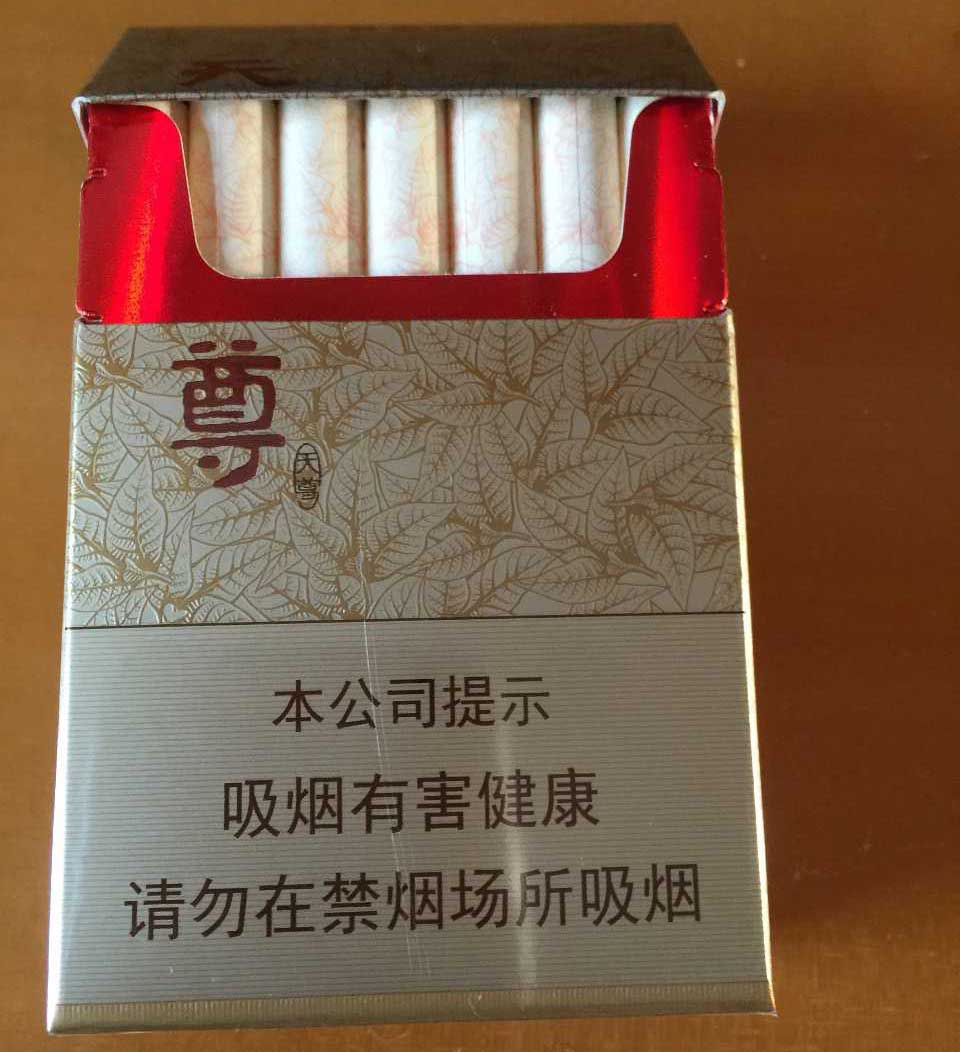 天
尊
天尊
本公司提示
吸烟有害健康
请勿在禁烟场所吸烟